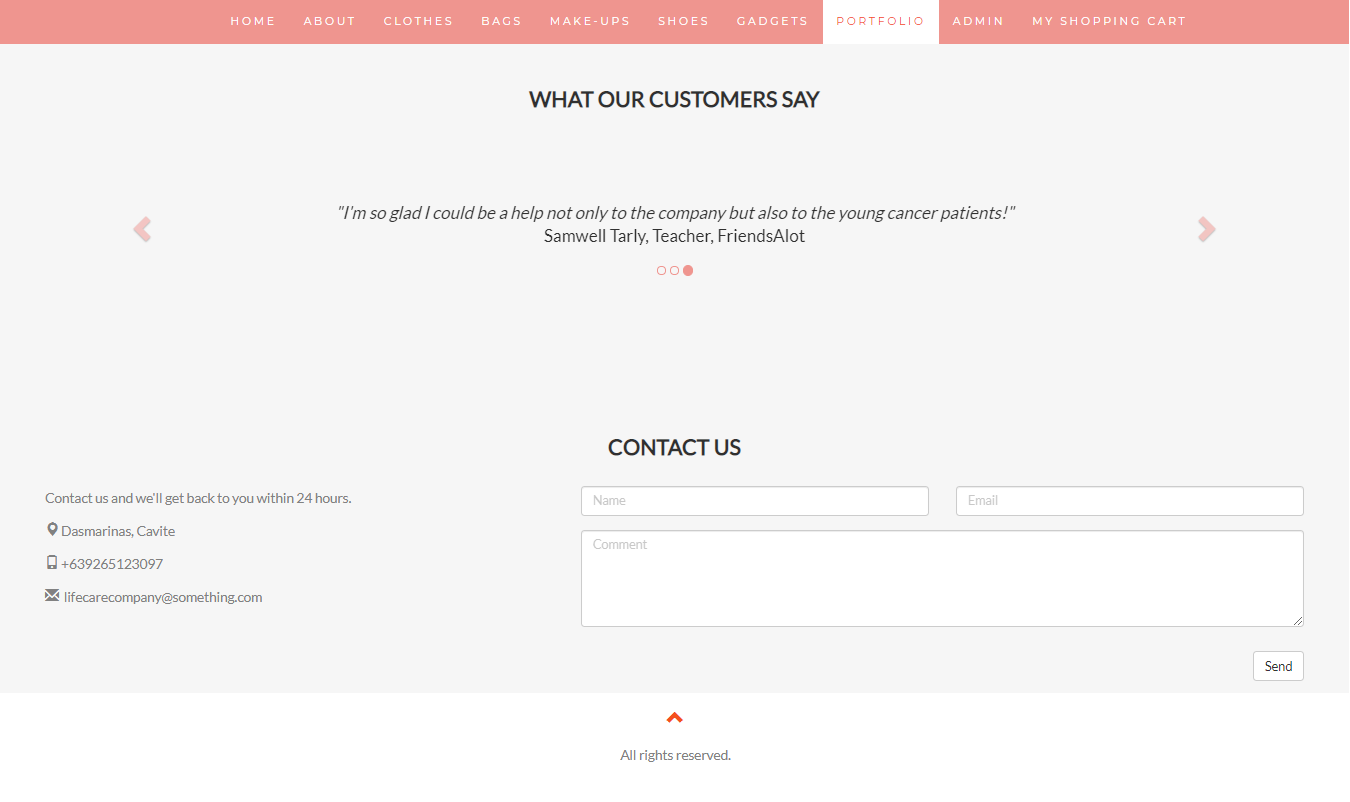 HOME ABOUT CLOTHES BAGS MAKE-UPS SHOES GADGETS PORTFOLIO ADMIN MY SHOPPING CART
WHAT OUR CUSTOMERS SAY
"I'm so glad I could be a help not only to the company but also to the young cancer patients!"
Samwell Tarly, Teacher, FriendsAlot
CONTACT US
Contact us and we'll get back to you within 24 hours.
Dasmarinas, Cavite
+639265123097
lifecarecompany@something.com
Name Email
Comment
Send
All rights reserved.